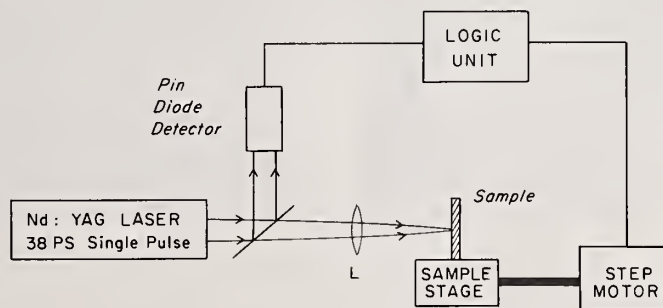 LOGIC
UNIT
Pin
Diode
Detector
Nd: YAG LASER
38 PS Single Pulse
L
Sample
SAMPLE
STAGE
STEP
MOTOR